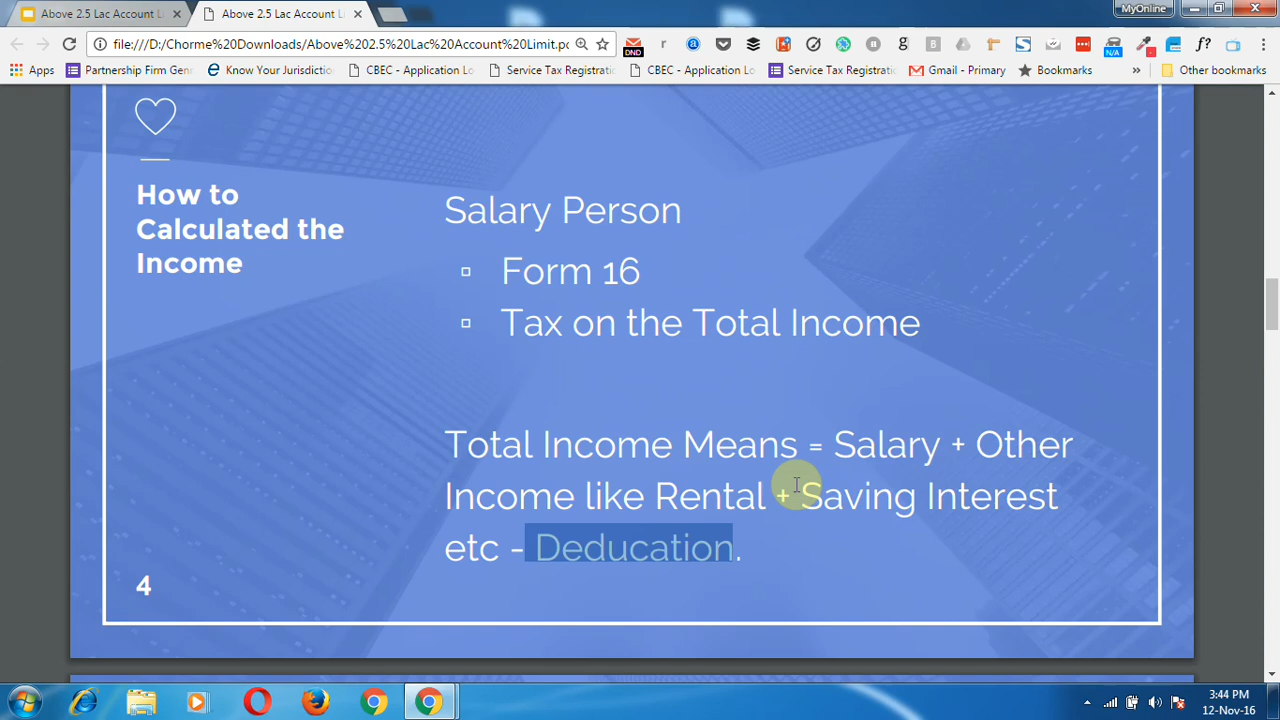 Above 2.5 Lac Account L
Above 2.5 Lac Account Lim
MyOnline
file:///D:/Chorme%20Downloads/Above%202.5%20Lac%20Account%20Limit.pc
DND
N/A
f?
Apps
Partnership Firm Gen
Know Your Jurisdictio
CBEC - Application Lo
Service Tax Registrati
CBEC - Application Lo
Service Tax Registrati
Gmail - Primary
Bookmarks
»
Other bookmarks
How to
Calculated the
Income
Salary Person
▫ Form 16
▫ Tax on the Total Income
Total Income Means = Salary + Other
Income like Rental + Saving Interest
etc - Deducation.
4
3:44 PM
12-Nov-16